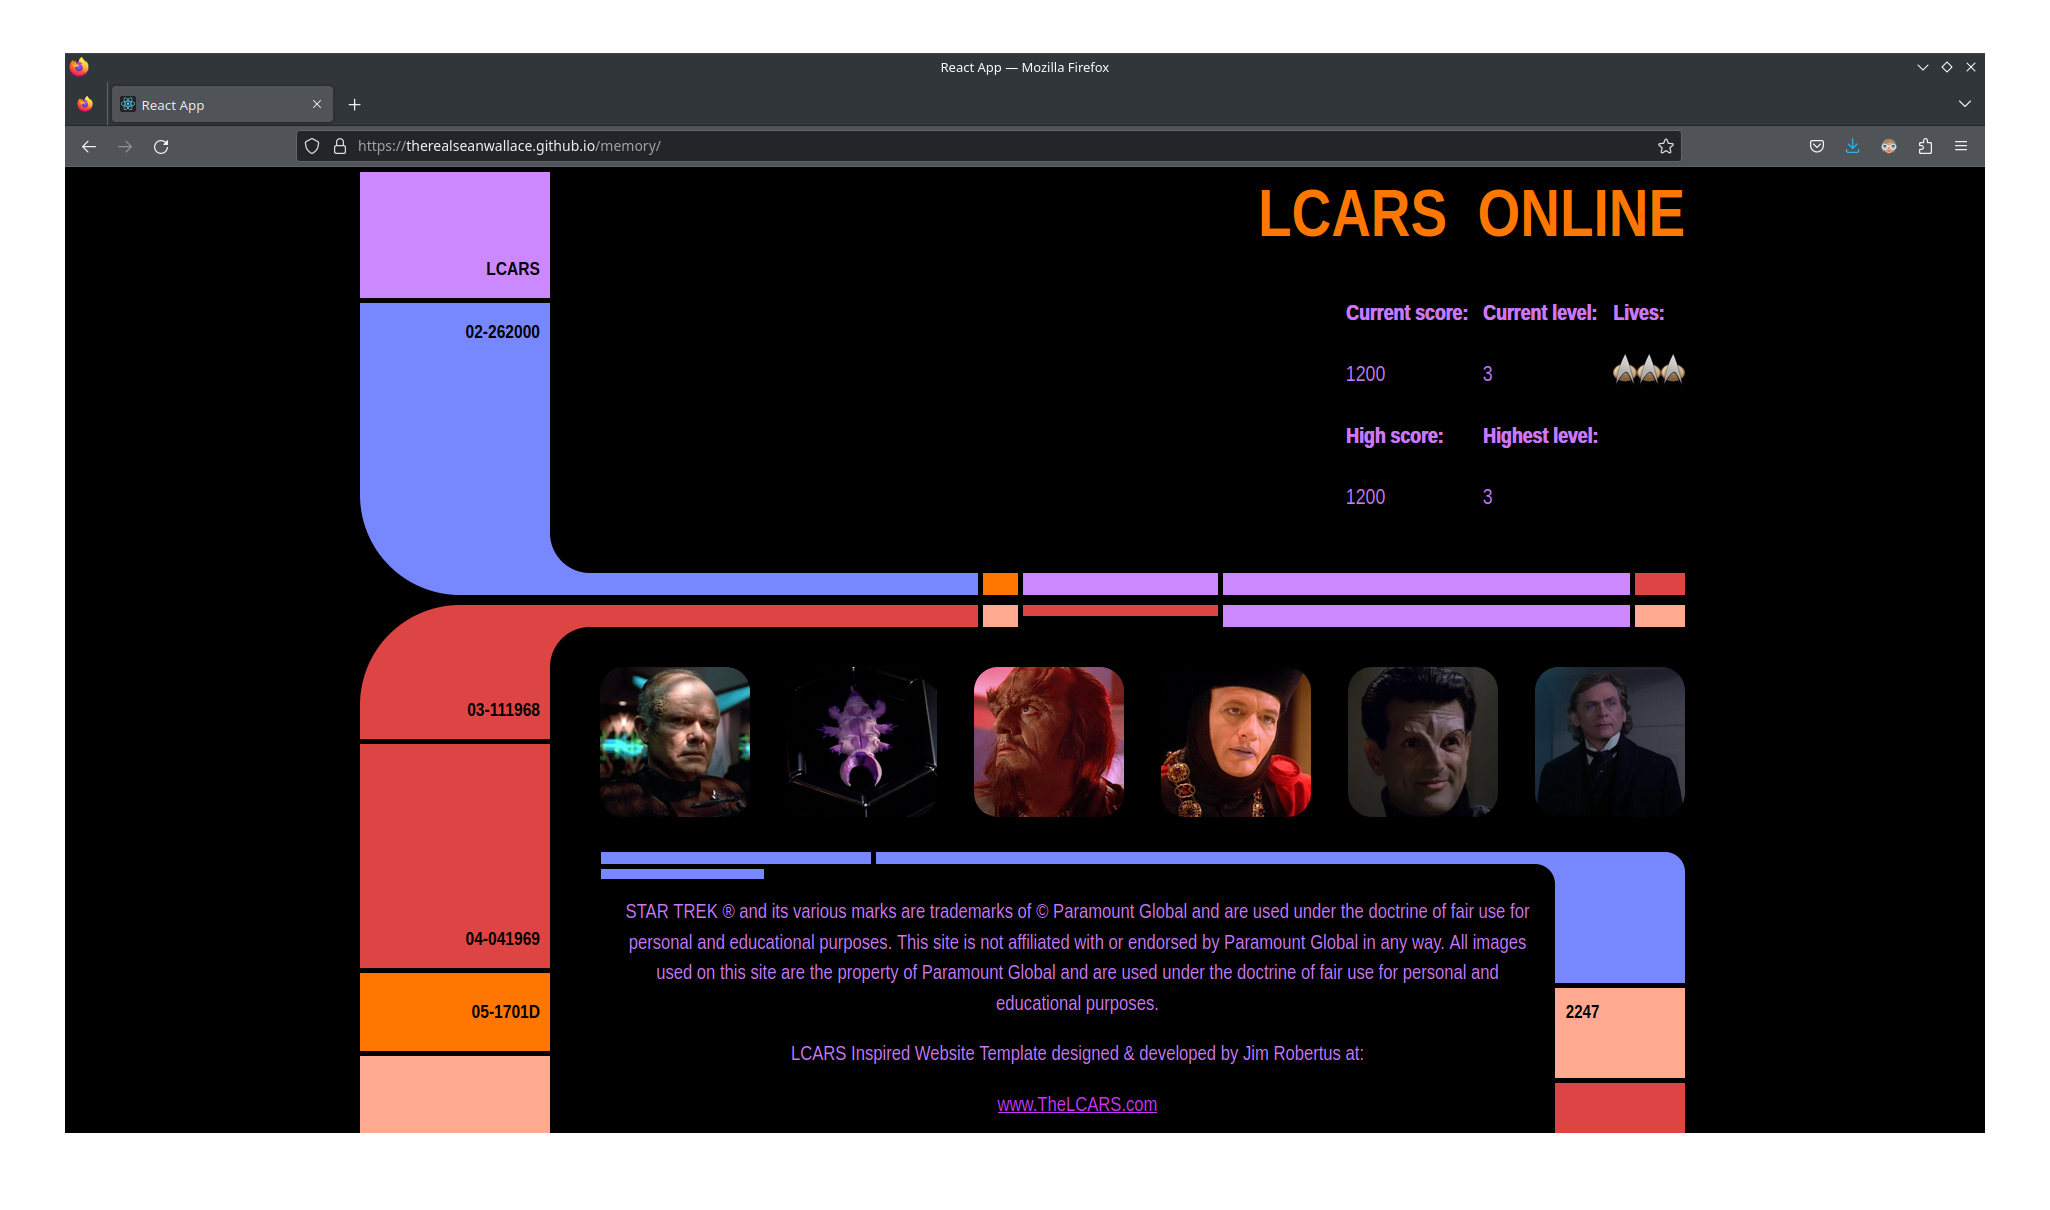 React App — Mozilla Firefox
React App
https://therealseanwallace.github.io/memory/
LCARS
LCARS ONLINE
02-262000
Current score: Current level: Lives:
1200 3
High score: Highest level:
1200 3
03-111968
04-041969
05-1701D
STAR TREK ® and its various marks are trademarks of © Paramount Global and are used under the doctrine of fair use for
personal and educational purposes. This site is not affiliated with or endorsed by Paramount Global in any way. All images
used on this site are the property of Paramount Global and are used under the doctrine of fair use for personal and
educational purposes.
2247
LCARS Inspired Website Template designed & developed by Jim Robertus at:
www.TheLCARS.com